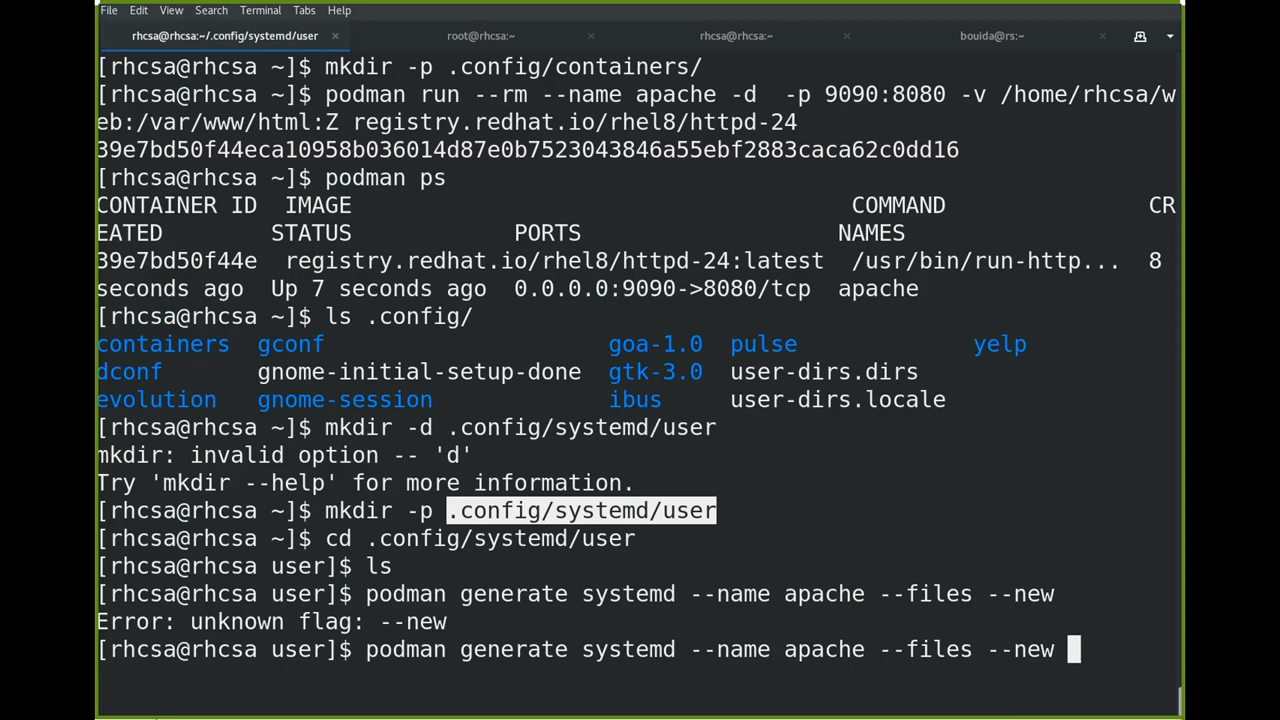 File Edit View Search Terminal Tabs Help
rhcsa@rhcsa:~/.config/systemd/user × root@rhcsa:~ × rhcsa@rhcsa:~ × bouida@rs:~ ×
[rhcsa@rhcsa ~]$ mkdir -p .config/containers/
[rhcsa@rhcsa ~]$ podman run --rm --name apache -d  -p 9090:8080 -v /home/rhcsa/w
eb:/var/www/html:Z registry.redhat.io/rhel8/httpd-24
39e7bd50f44eca10958b036014d87e0b7523043846a55ebf2883caca62c0dd16
[rhcsa@rhcsa ~]$ podman ps
CONTAINER ID  IMAGE                                     COMMAND               CR
EATED         STATUS            PORTS                   NAMES
39e7bd50f44e  registry.redhat.io/rhel8/httpd-24:latest  /usr/bin/run-http...  8
seconds ago  Up 7 seconds ago  0.0.0.0:9090->8080/tcp  apache
[rhcsa@rhcsa ~]$ ls .config/
containers  gconf                     goa-1.0  pulse             yelp
dconf       gnome-initial-setup-done  gtk-3.0  user-dirs.dirs
evolution   gnome-session             ibus     user-dirs.locale
[rhcsa@rhcsa ~]$ mkdir -d .config/systemd/user
mkdir: invalid option -- 'd'
Try 'mkdir --help' for more information.
[rhcsa@rhcsa ~]$ mkdir -p .config/systemd/user
[rhcsa@rhcsa ~]$ cd .config/systemd/user
[rhcsa@rhcsa user]$ ls
[rhcsa@rhcsa user]$ podman generate systemd --name apache --files --new
Error: unknown flag: --new
[rhcsa@rhcsa user]$ podman generate systemd --name apache --files --new